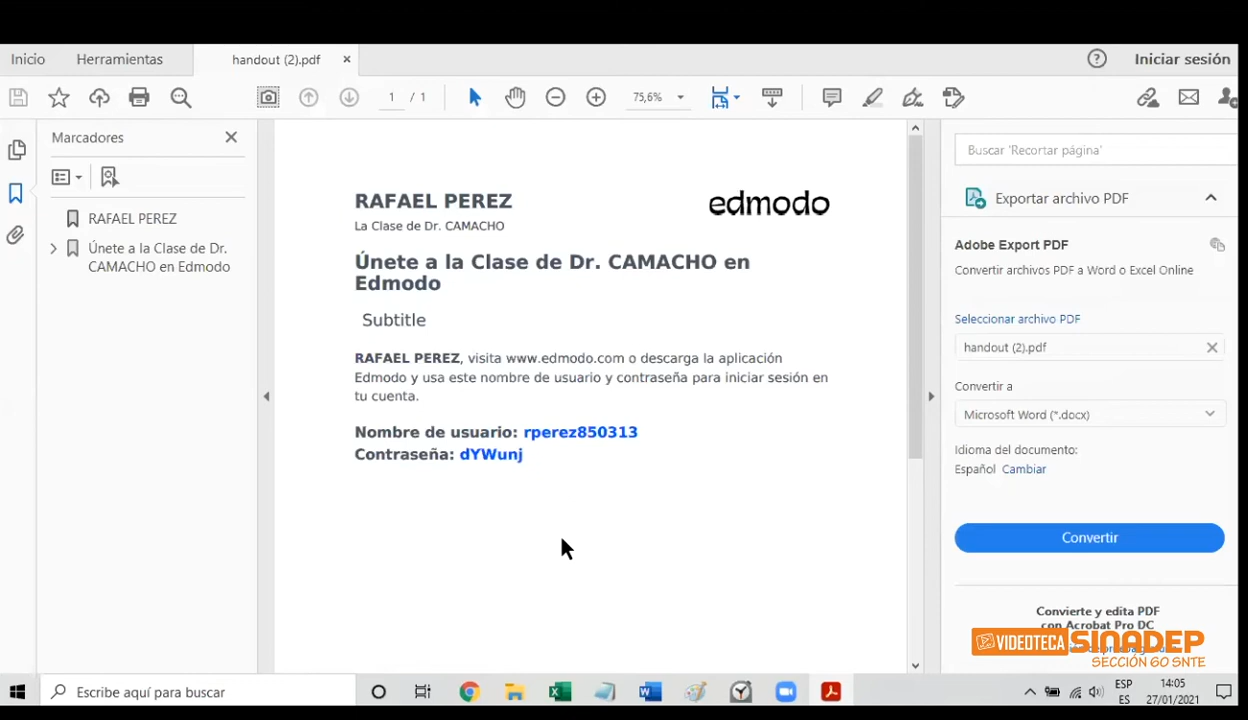 Inicio
Herramientas
handout (2).pdf
Iniciar sesión
1 / 1
75,6%
Marcadores
RAFAEL PEREZ
Únete a la Clase de Dr.
CAMACHO en Edmodo
RAFAEL PEREZ
edmodo
La Clase de Dr. CAMACHO
Únete a la Clase de Dr. CAMACHO en
Edmodo
Subtitle
RAFAEL PEREZ, visita www.edmodo.com o descarga la aplicación
Edmodo y usa este nombre de usuario y contraseña para iniciar sesión en
tu cuenta.
Nombre de usuario: rperez850313
Contraseña: dYWunj
Buscar 'Recortar página'
Exportar archivo PDF
Adobe Export PDF
Convertir archivos PDF a Word o Excel Online
Seleccionar archivo PDF
handout (2).pdf
Convertir a
Microsoft Word (*.docx)
Idioma del documento:
Español Cambiar
Convertir
Convierte y edita PDF
con Acrobat Pro DC
VIDEOTECA SINADEP
SECCIÓN 60 SNTE
Escribe aquí para buscar
ESP
ES
14:05
27/01/2021